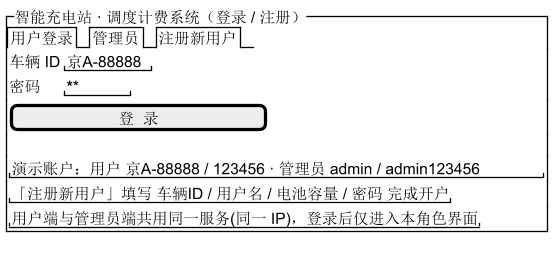 智能充电站 · 调度计费系统（登录 / 注册）
用户登录 管理员 注册新用户
车辆 ID 京A-88888
密码 **
登 录
演示账户：用户 京A-88888 / 123456 · 管理员 admin / admin123456
「注册新用户」填写 车辆ID / 用户名 / 电池容量 / 密码 完成开户
用户端与管理员端共用同一服务(同一 IP)，登录后仅进入本角色界面